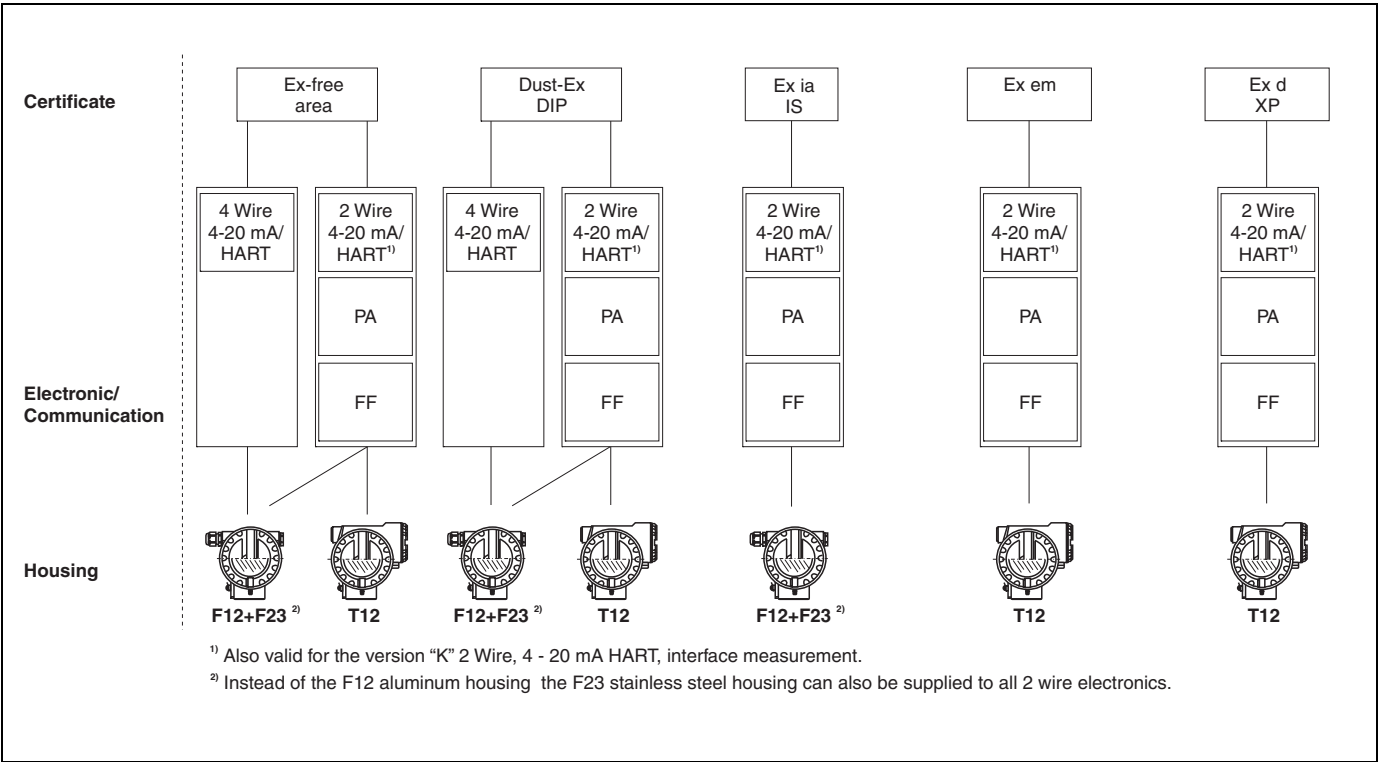 Certificate
Ex-free
area
Dust-Ex
DIP
Ex ia
IS
Ex em
Ex d
XP
Electronic/
Communication
4 Wire
4-20 mA/
HART
2 Wire
4-20 mA/
HART¹⁾
PA
FF
4 Wire
4-20 mA/
HART
2 Wire
4-20 mA/
HART¹⁾
PA
FF
2 Wire
4-20 mA/
HART¹⁾
PA
FF
2 Wire
4-20 mA/
HART¹⁾
PA
FF
2 Wire
4-20 mA/
HART¹⁾
PA
FF
Housing
F12+F23 ²⁾
T12
F12+F23 ²⁾
T12
F12+F23 ²⁾
T12
T12
¹⁾ Also valid for the version “K” 2 Wire, 4 - 20 mA HART, interface measurement.
²⁾ Instead of the F12 aluminum housing the F23 stainless steel housing can also be supplied to all 2 wire electronics.